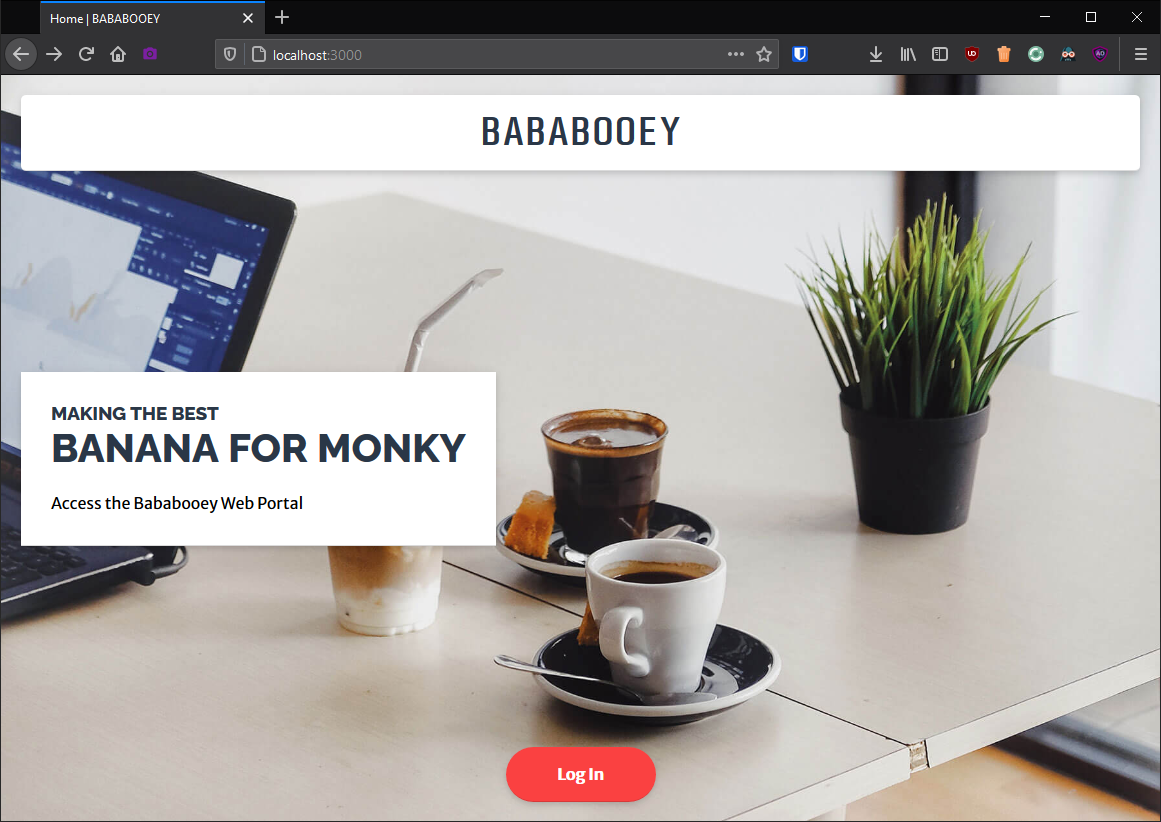 Home | BABABOOEY
localhost:3000
BABABOOEY
MAKING THE BEST
BANANA FOR MONKY
Access the Bababooey Web Portal
Log In